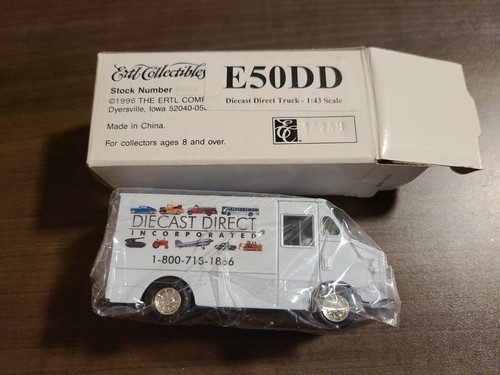 Ertl Collectibles
E50DD
Stock Number
©1996 THE ERTL COMP
Diecast Direct Truck - 1:43 Scale
Dyersville, Iowa 52040-05
Made in China.
For collectors ages 8 and over.
DIECAST DIRECT
INCORPORATED
1-800-715-1866